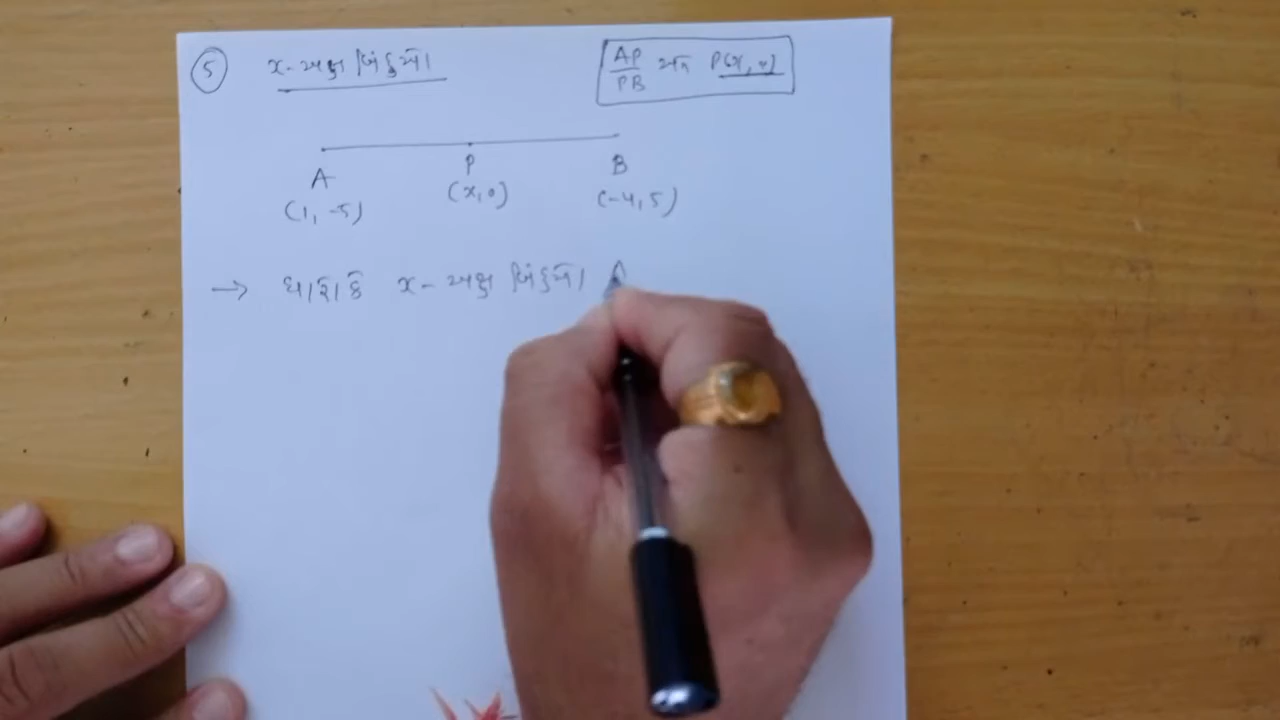 (5) x-અક્ષ બિંદુઓ
AP/PB અને P(x, 0)
A P B
(1, -5) (x, 0) (-4, 5)
→ ધારો કે x-અક્ષ બિંદુઓ A